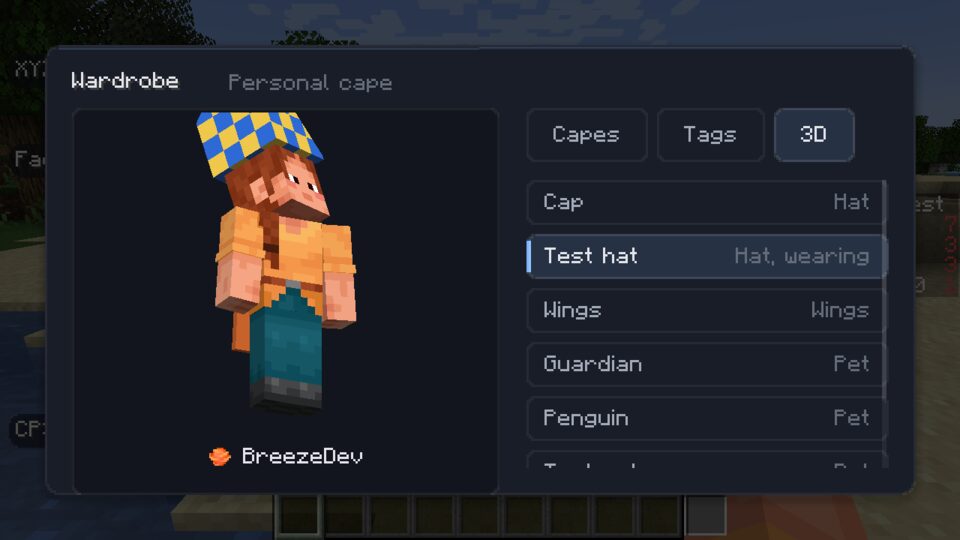 Wardrobe
Personal cape
XYZ
Capes
Tags
3D
Cap
Hat
Test hat
Hat, wearing
Wings
Wings
Guardian
Pet
Penguin
Pet
BreezeDev